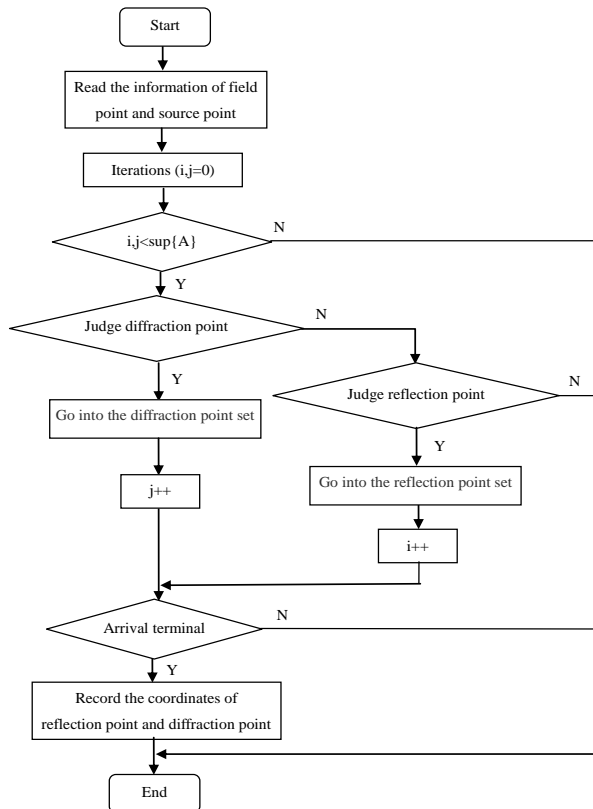 Start
Read the information of field
point and source point
Iterations (i,j=0)
i,j<sup{A}
N
Y
Judge diffraction point
N
Y
Judge reflection point
N
Go into the diffraction point set
Y
Go into the reflection point set
j++
i++
Arrival terminal
N
Y
Record the coordinates of
reflection point and diffraction point
End